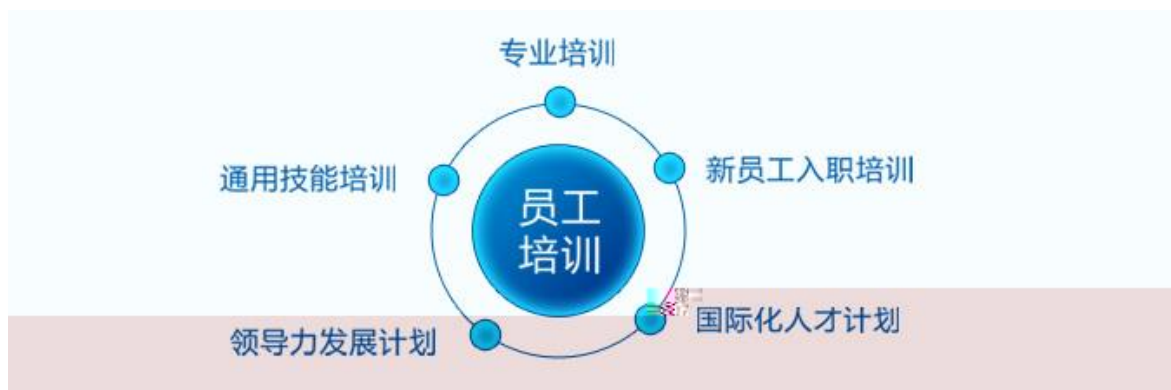 专业培训
通用技能培训
新员工入职培训
员工
培训
国际化人才计划
领导力发展计划